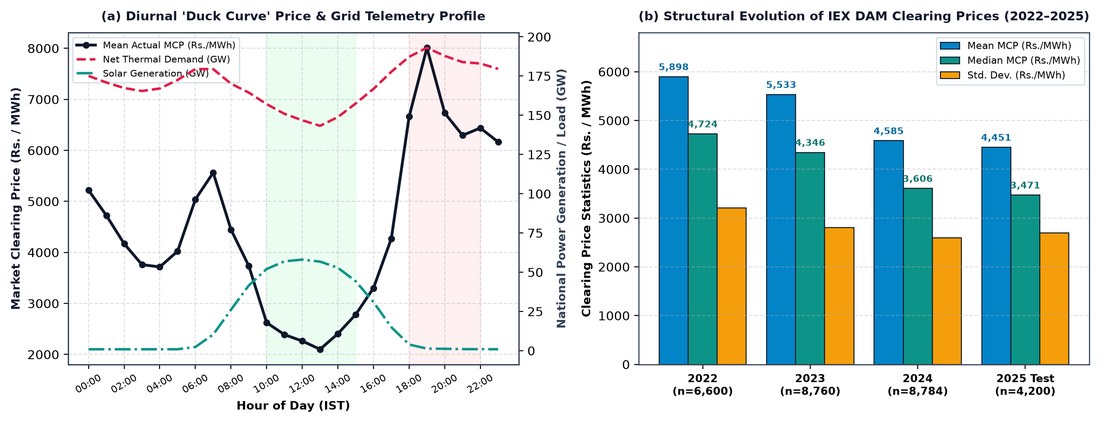 (a) Diurnal 'Duck Curve' Price & Grid Telemetry Profile
Mean Actual MCP (Rs./MWh)
Net Thermal Demand (GW)
Solar Generation (GW)
Market Clearing Price (Rs. / MWh)
8000
7000
6000
5000
4000
3000
2000
200
175
150
125
100
75
50
25
0
National Power Generation / Load (GW)
00:00 02:00 04:00 06:00 08:00 10:00 12:00 14:00 16:00 18:00 20:00 22:00
Hour of Day (IST)
(b) Structural Evolution of IEX DAM Clearing Prices (2022–2025)
Mean MCP (Rs./MWh)
Median MCP (Rs./MWh)
Std. Dev. (Rs./MWh)
Clearing Price Statistics (Rs. / MWh)
6000
5000
4000
3000
2000
1000
0
5,898
4,724
5,533
4,346
4,585
3,606
4,451
3,471
2022
(n=6,600)
2023
(n=8,760)
2024
(n=8,784)
2025 Test
(n=4,200)